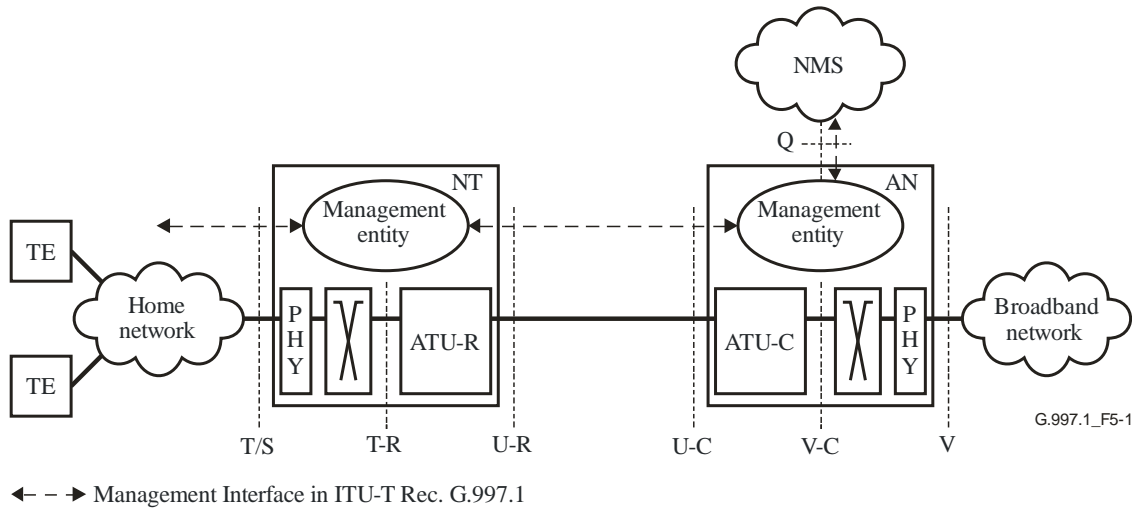 NMS
Q
NT
AN
Management
entity
Management
entity
TE
Home
network
P
H
Y
ATU-R
ATU-C
P
H
Y
Broadband
network
TE
G.997.1_F5-1
T/S
T-R
U-R
U-C
V-C
V
Management Interface in ITU-T Rec. G.997.1